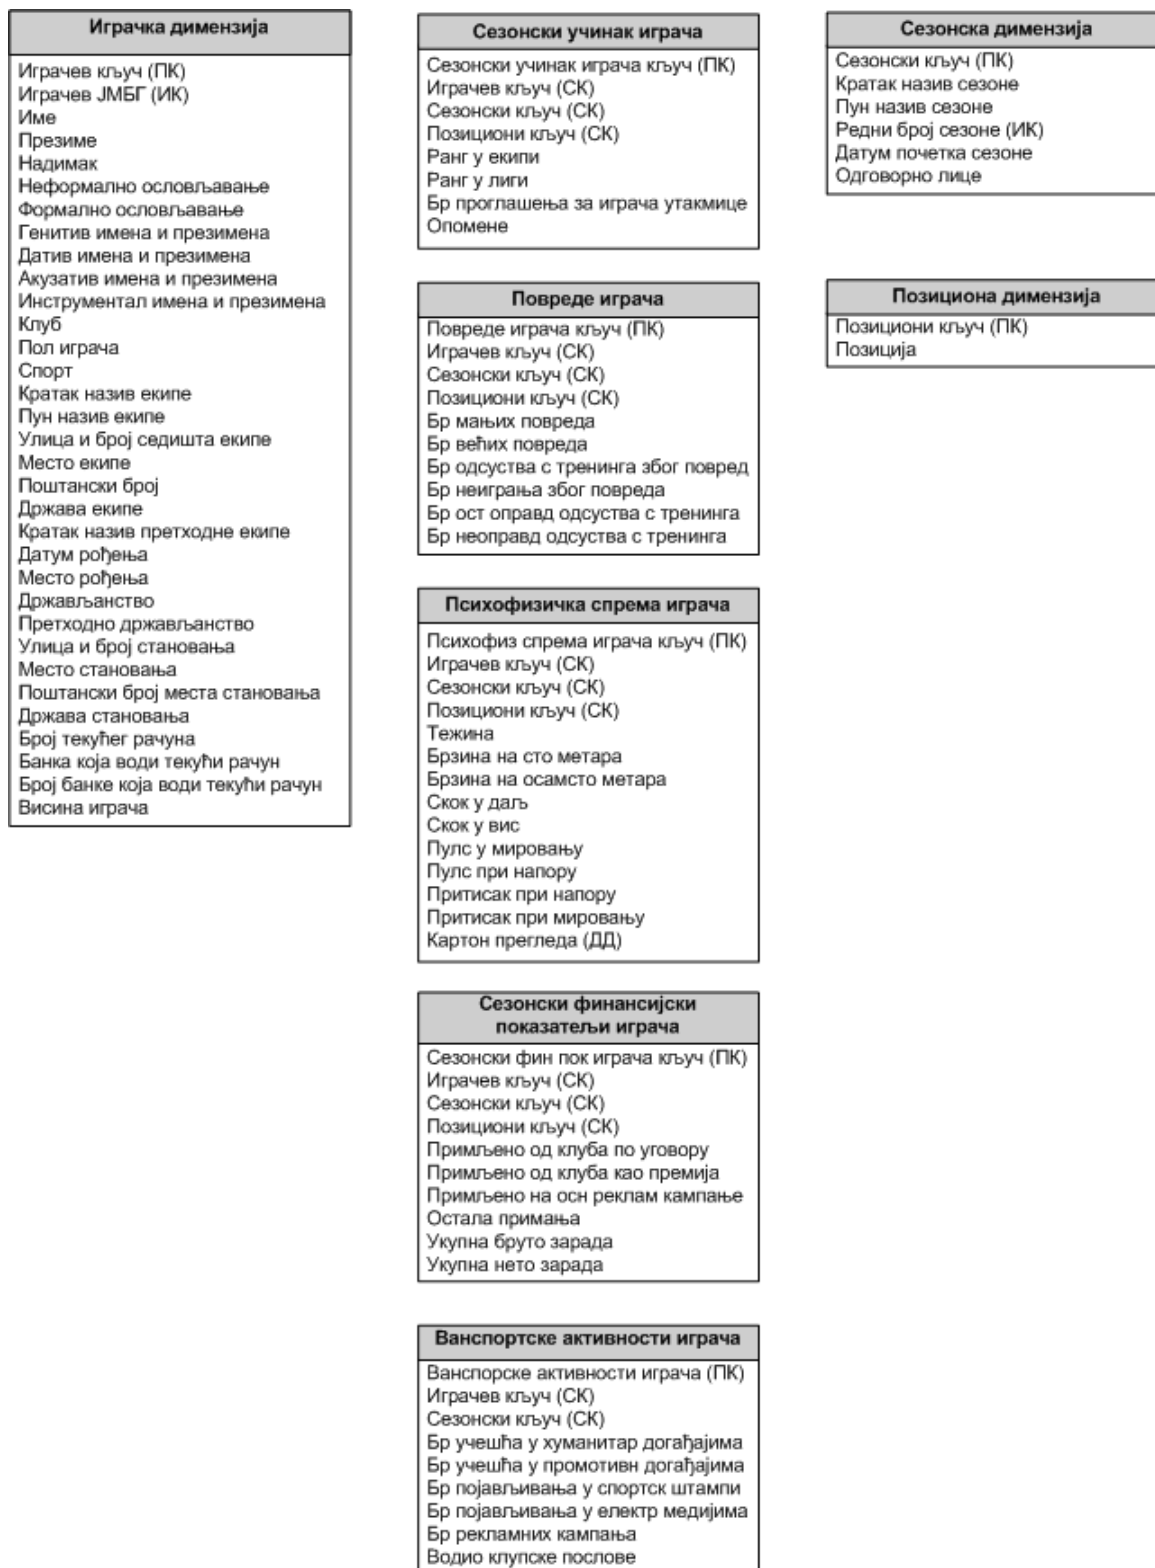 Играчка димензија
Играчев кључ (ПК)
Играчев ЈМБГ (ИК)
Име
Презиме
Надимак
Неформално ословљавање
Формално ословљавање
Генитив имена и презимена
Датив имена и презимена
Акузатив имена и презимена
Инструментал имена и презимена
Клуб
Пол играча
Спорт
Кратак назив екипе
Пун назив екипе
Улица и број седишта екипе
Место екипе
Поштански број
Држава екипе
Кратак назив претходне екипе
Датум рођења
Место рођења
Држављанство
Претходно држављанство
Улица и број становања
Место становања
Поштански број места становања
Држава становања
Број текућег рачуна
Банка која води текући рачун
Број банке која води текући рачун
Висина играча
Сезонски учинак играча
Сезонски учинак играча кључ (ПК)
Играчев кључ (СК)
Сезонски кључ (СК)
Позициони кључ (СК)
Ранг у екипи
Ранг у лиги
Бр проглашења за играча утакмице
Опомене
Повреде играча
Повреде играча кључ (ПК)
Играчев кључ (СК)
Сезонски кључ (СК)
Позициони кључ (СК)
Бр мањих повреда
Бр већих повреда
Бр одсуства с тренинга због повред
Бр неиграња због повреда
Бр ост оправд одсуства с тренинга
Бр неоправд одсуства с тренинга
Психофизичка спрема играча
Психофиз спрема играча кључ (ПК)
Играчев кључ (СК)
Сезонски кључ (СК)
Позициони кључ (СК)
Тежина
Брзина на сто метара
Брзина на осамсто метара
Скок у даљ
Скок у вис
Пулс у мировању
Пулс при напору
Притисак при напору
Притисак при мировању
Картон прегледа (ДД)
Сезонски финансијски
показатељи играча
Сезонски фин пок играча кључ (ПК)
Играчев кључ (СК)
Сезонски кључ (СК)
Позициони кључ (СК)
Примљено од клуба по уговору
Примљено од клуба као премија
Примљено на осн реклам кампање
Остала примања
Укупна бруто зарада
Укупна нето зарада
Ванспортске активности играча
Ванспорске активности играча (ПК)
Играчев кључ (СК)
Сезонски кључ (СК)
Бр учешћа у хуманитар догађајима
Бр учешћа у промотивн догађајима
Бр појављивања у спортск штампи
Бр појављивања у електр медијима
Бр рекламних кампања
Водио клупске послове
Сезонска димензија
Сезонски кључ (ПК)
Кратак назив сезоне
Пун назив сезоне
Редни број сезоне (ИК)
Датум почетка сезоне
Одговорно лице
Позициона димензија
Позициони кључ (ПК)
Позиција